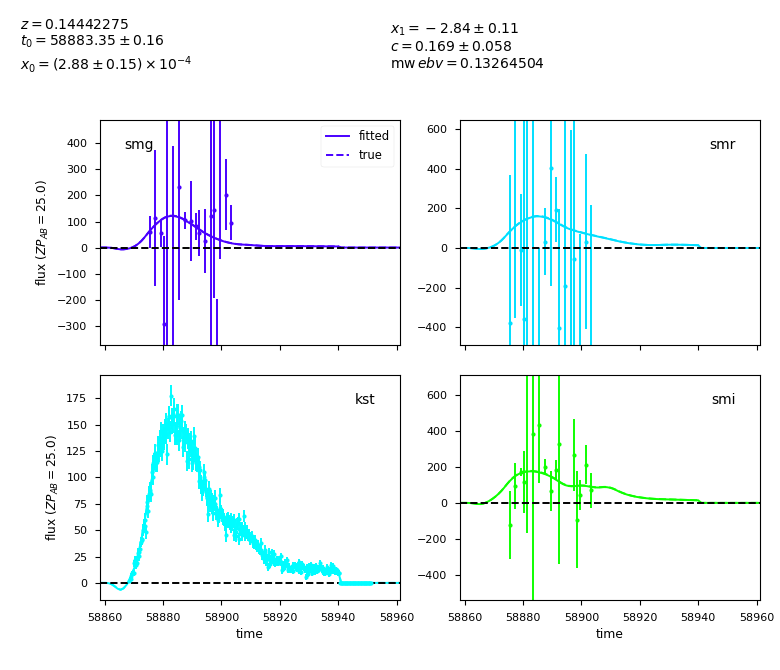 z = 0.14442275
t₀ = 58883.35 ± 0.16
x₀ = (2.88 ± 0.15) × 10⁻⁴
x₁ = −2.84 ± 0.11
c = 0.169 ± 0.058
mw ebv = 0.13264504
smg
fitted
true
400
300
200
100
0
−100
−200
−300
flux (ZP_AB = 25.0)
smr
600
400
200
0
−200
−400
kst
175
150
125
100
75
50
25
0
flux (ZP_AB = 25.0)
58860 58880 58900 58920 58940 58960
time
smi
600
400
200
0
−200
−400
58860 58880 58900 58920 58940 58960
time